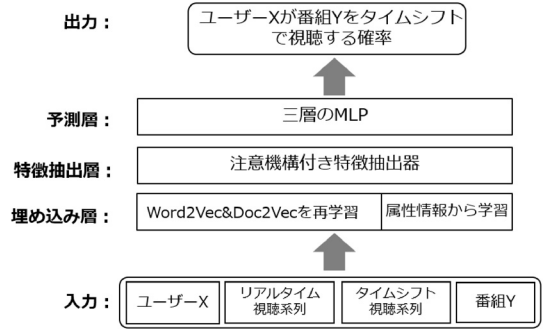 出力：
ユーザーXが番組Yをタイムシフト
で視聴する確率
予測層：
三層のMLP
特徴抽出層：
注意機構付き特徴抽出器
埋め込み層：
Word2Vec&Doc2Vecを再学習
属性情報から学習
入力：
ユーザーX
リアルタイム
視聴系列
タイムシフト
視聴系列
番組Y